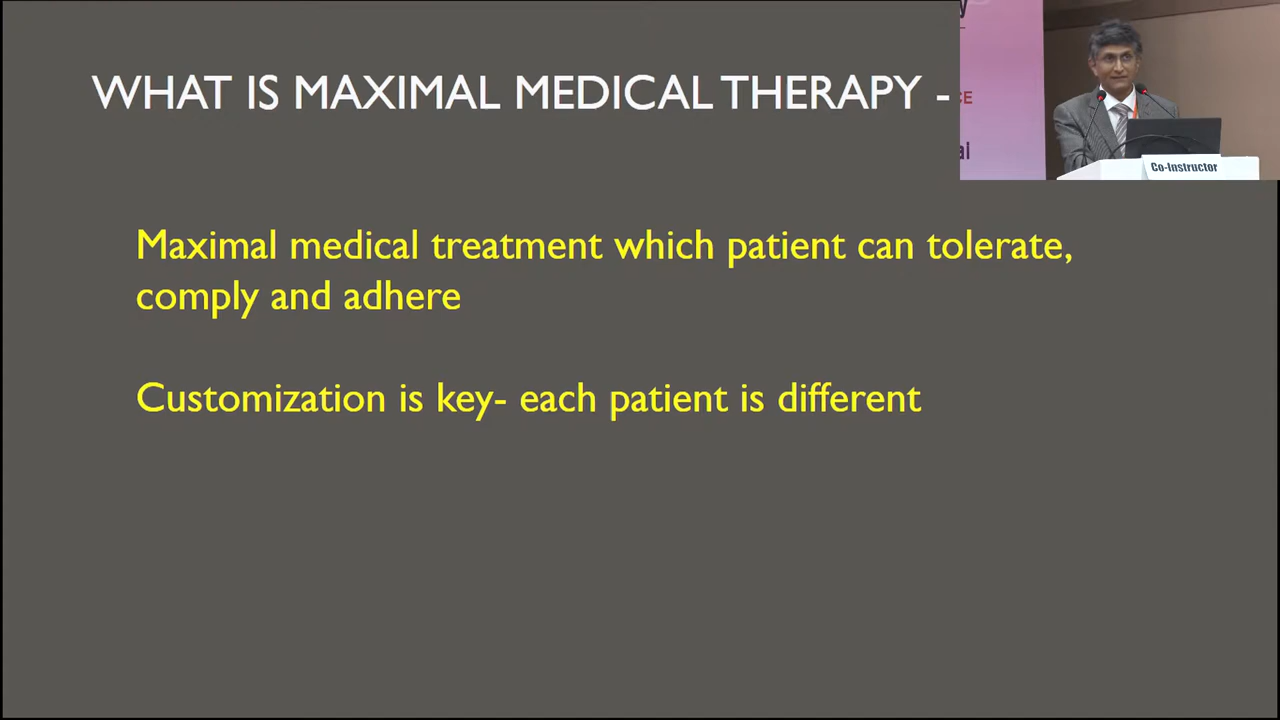 WHAT IS MAXIMAL MEDICAL THERAPY -
Maximal medical treatment which patient can tolerate,
comply and adhere
Customization is key- each patient is different
Co-Instructor